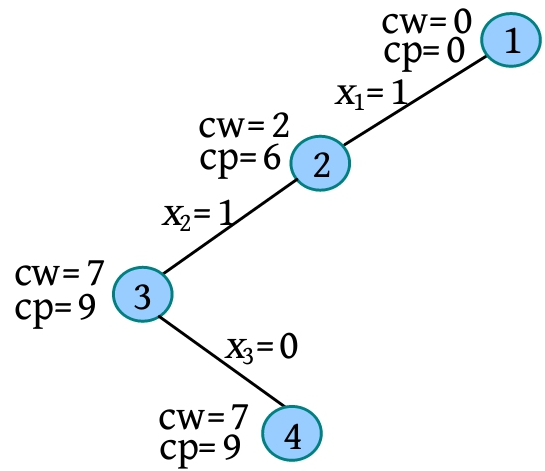 cw=0
cp=0
1
x₁=1
cw=2
cp=6
2
x₂=1
cw=7
cp=9
3
x₃=0
cw=7
cp=9
4